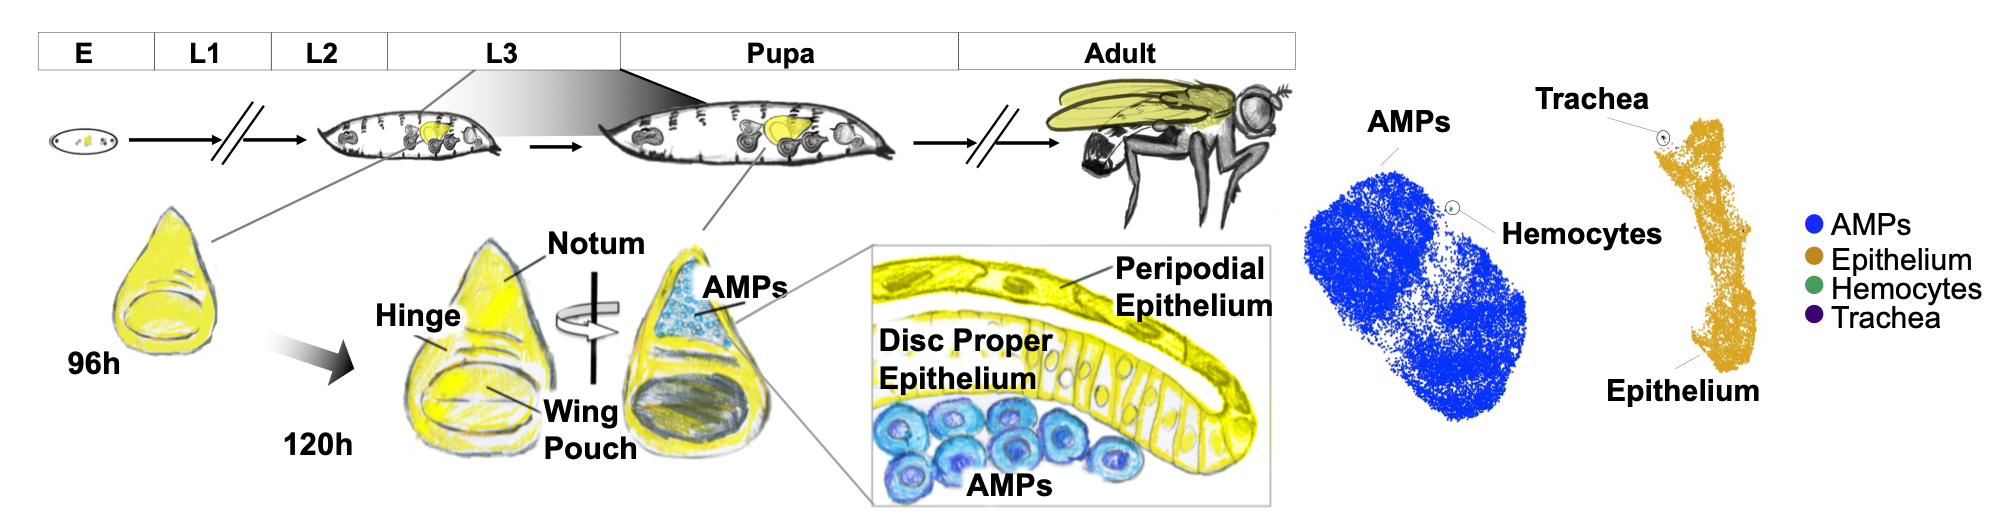 E L1 L2 L3 Pupa Adult
96h
120h
Notum
Hinge
Wing
Pouch
AMPs
Peripodial
Epithelium
Disc Proper
Epithelium
AMPs
AMPs
Trachea
Hemocytes
Epithelium
AMPs
Epithelium
Hemocytes
Trachea